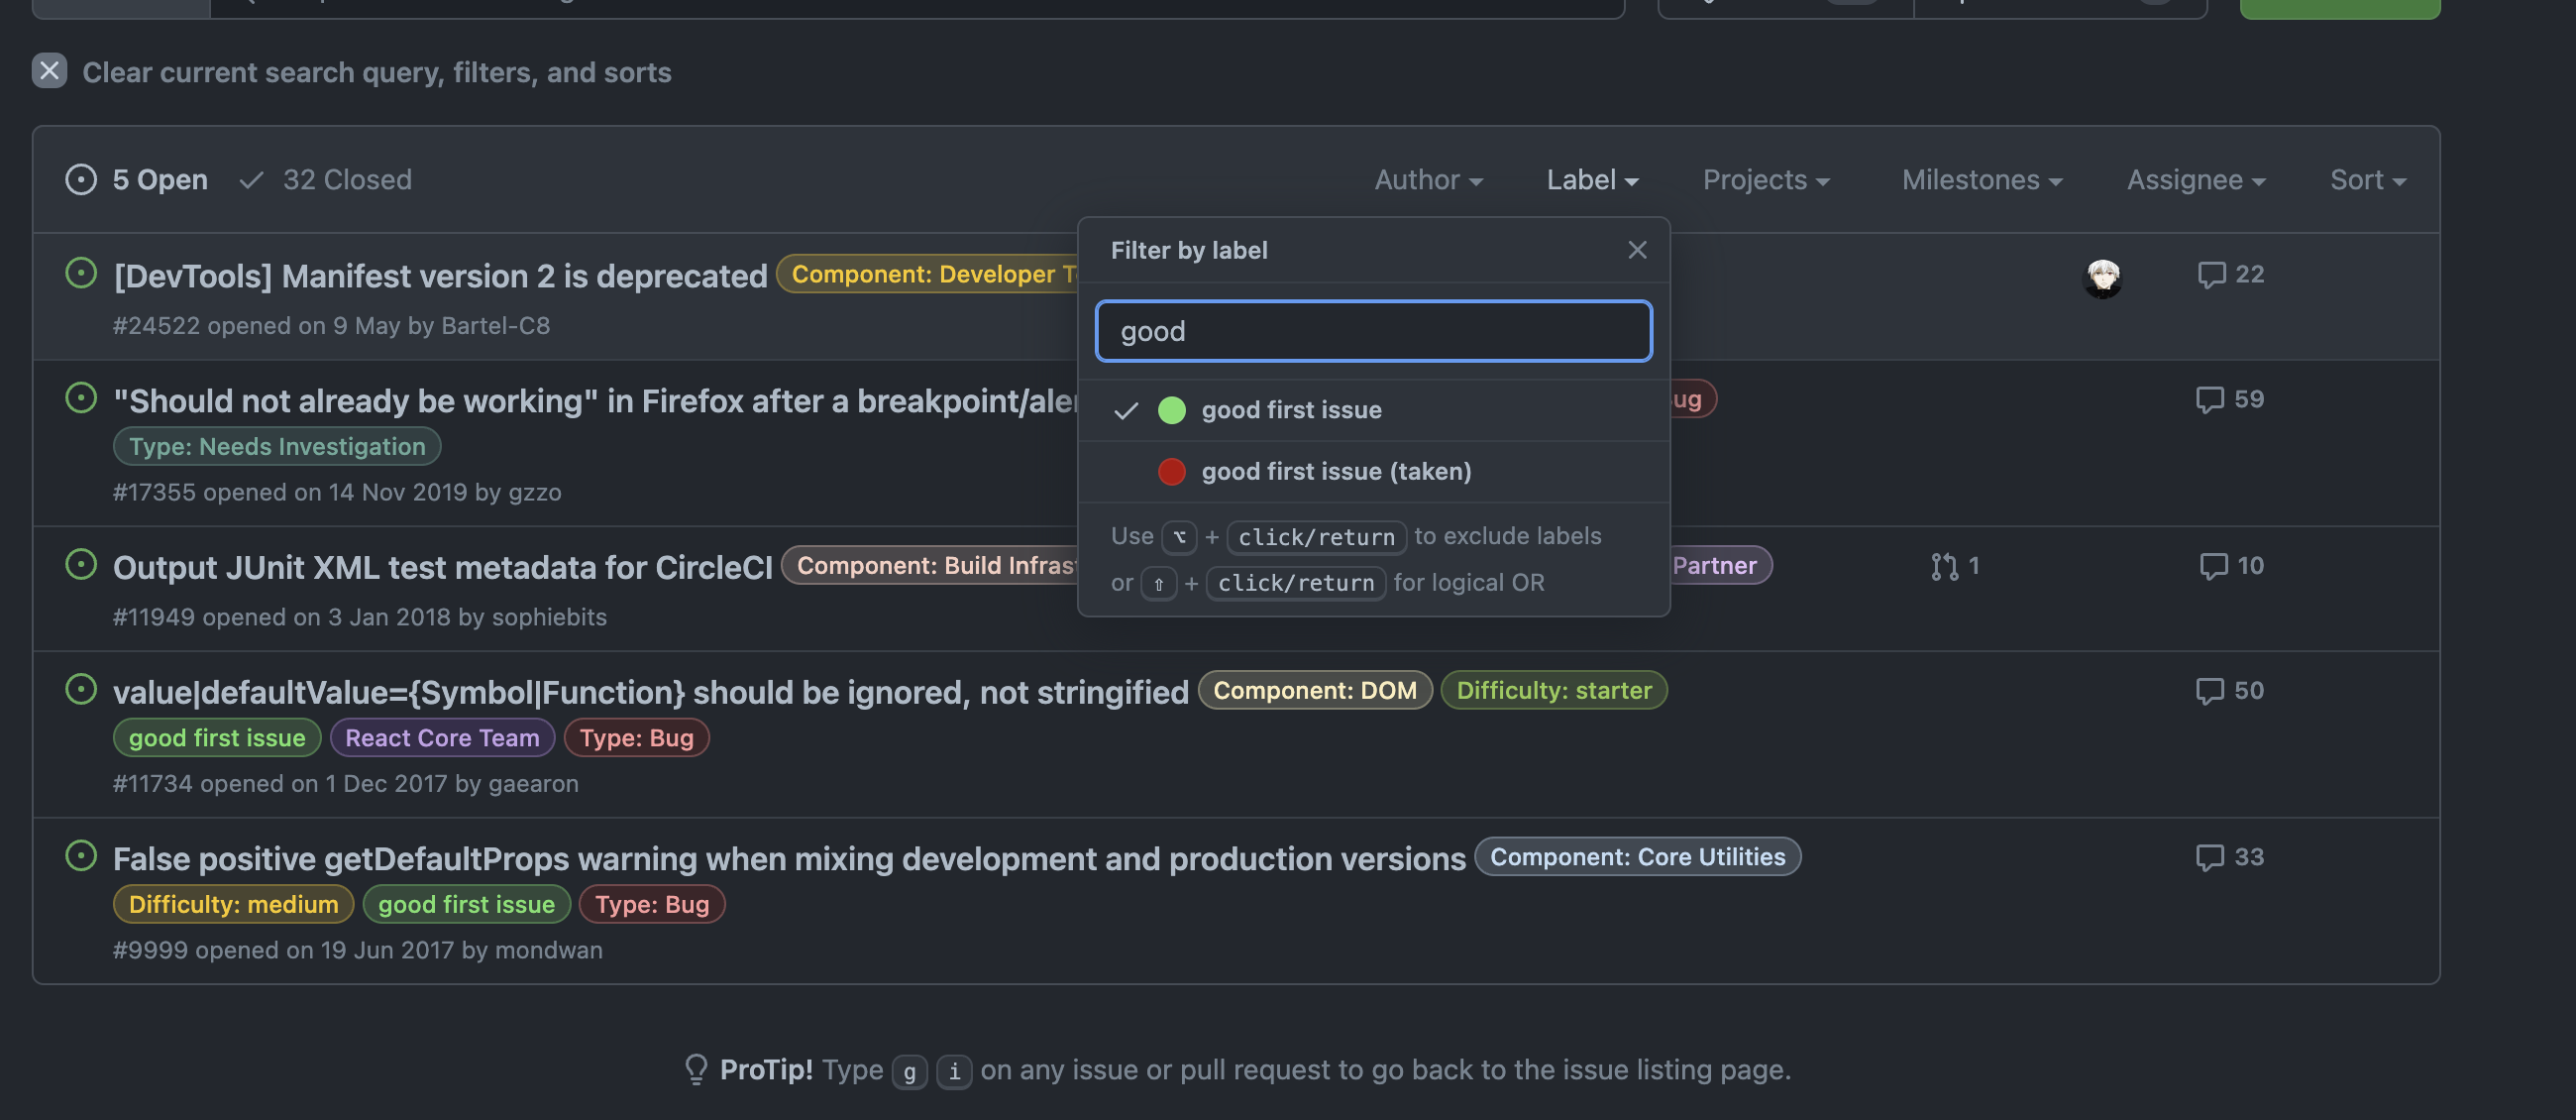 Clear current search query, filters, and sorts
5 Open 32 Closed Author Label Projects Milestones Assignee Sort
Filter by label
good
good first issue
good first issue (taken)
Use ⌥ + click/return to exclude labels
or ⇧ + click/return for logical OR
[DevTools] Manifest version 2 is deprecated Component: Developer 22
#24522 opened on 9 May by Bartel-C8
"Should not already be working" in Firefox after a 59
Type: Needs Investigation
#17355 opened on 14 Nov 2019 by gzzo
Output JUnit XML test metadata for CircleCI Component: Build Partner 1 10
#11949 opened on 3 Jan 2018 by sophiebits
value|defaultValue={Symbol|Function} should be ignored, not stringified Component: DOM Difficulty: starter 50
good first issue React Core Team Type: Bug
#11734 opened on 1 Dec 2017 by gaearon
False positive getDefaultProps warning when mixing development and production versions Component: Core Utilities 33
Difficulty: medium good first issue Type: Bug
#9999 opened on 19 Jun 2017 by mondwan
ProTip! Type g i on any issue or pull request to go back to the issue listing page.